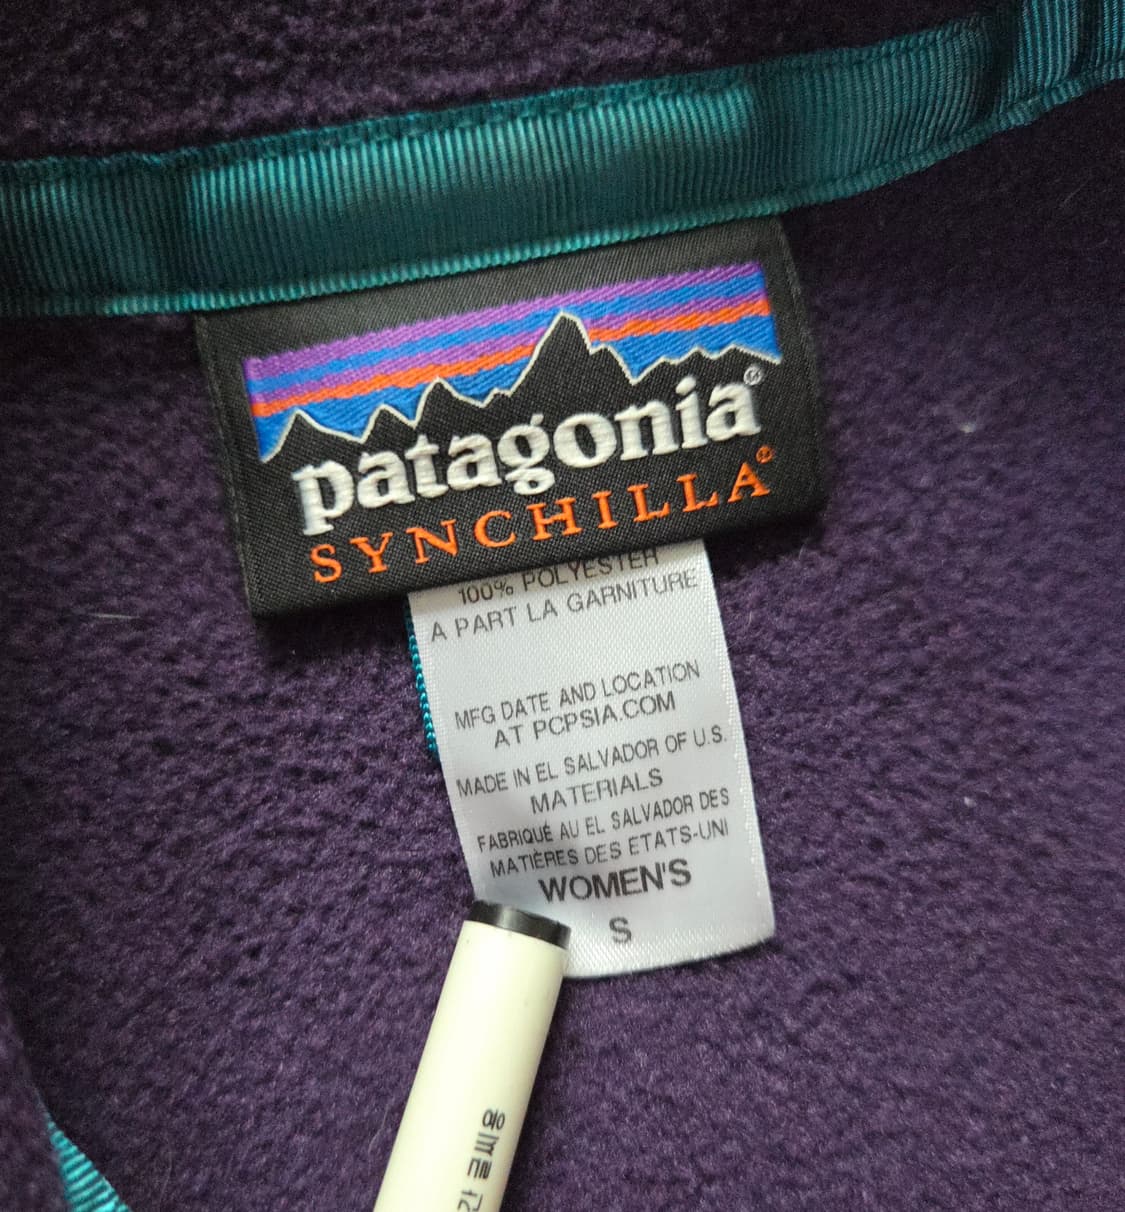 patagonia®
SYNCHILLA®
100% POLYESTER
A PART LA GARNITURE
MFG DATE AND LOCATION
AT PCPSIA.COM
MADE IN EL SALVADOR OF U.S.
MATERIALS
FABRIQUÉ AU EL SALVADOR DES
MATIÈRES DES ETATS-UNI
WOMEN'S
S